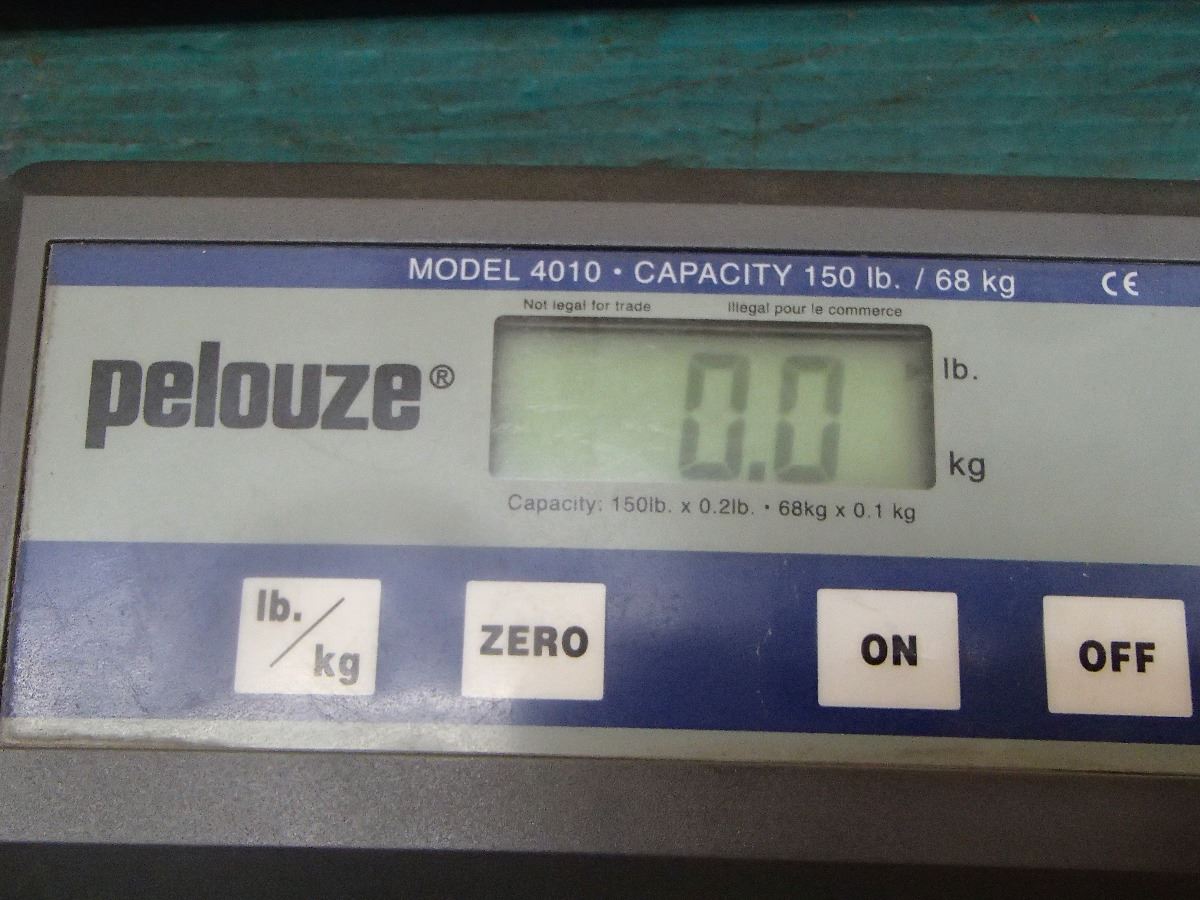 MODEL 4010 • CAPACITY 150 lb. / 68 kg CE
Not legal for trade Illegal pour le commerce
pelouze®
0.0
lb.
kg
Capacity: 150lb. x 0.2lb. • 68kg x 0.1 kg
lb./kg ZERO ON OFF